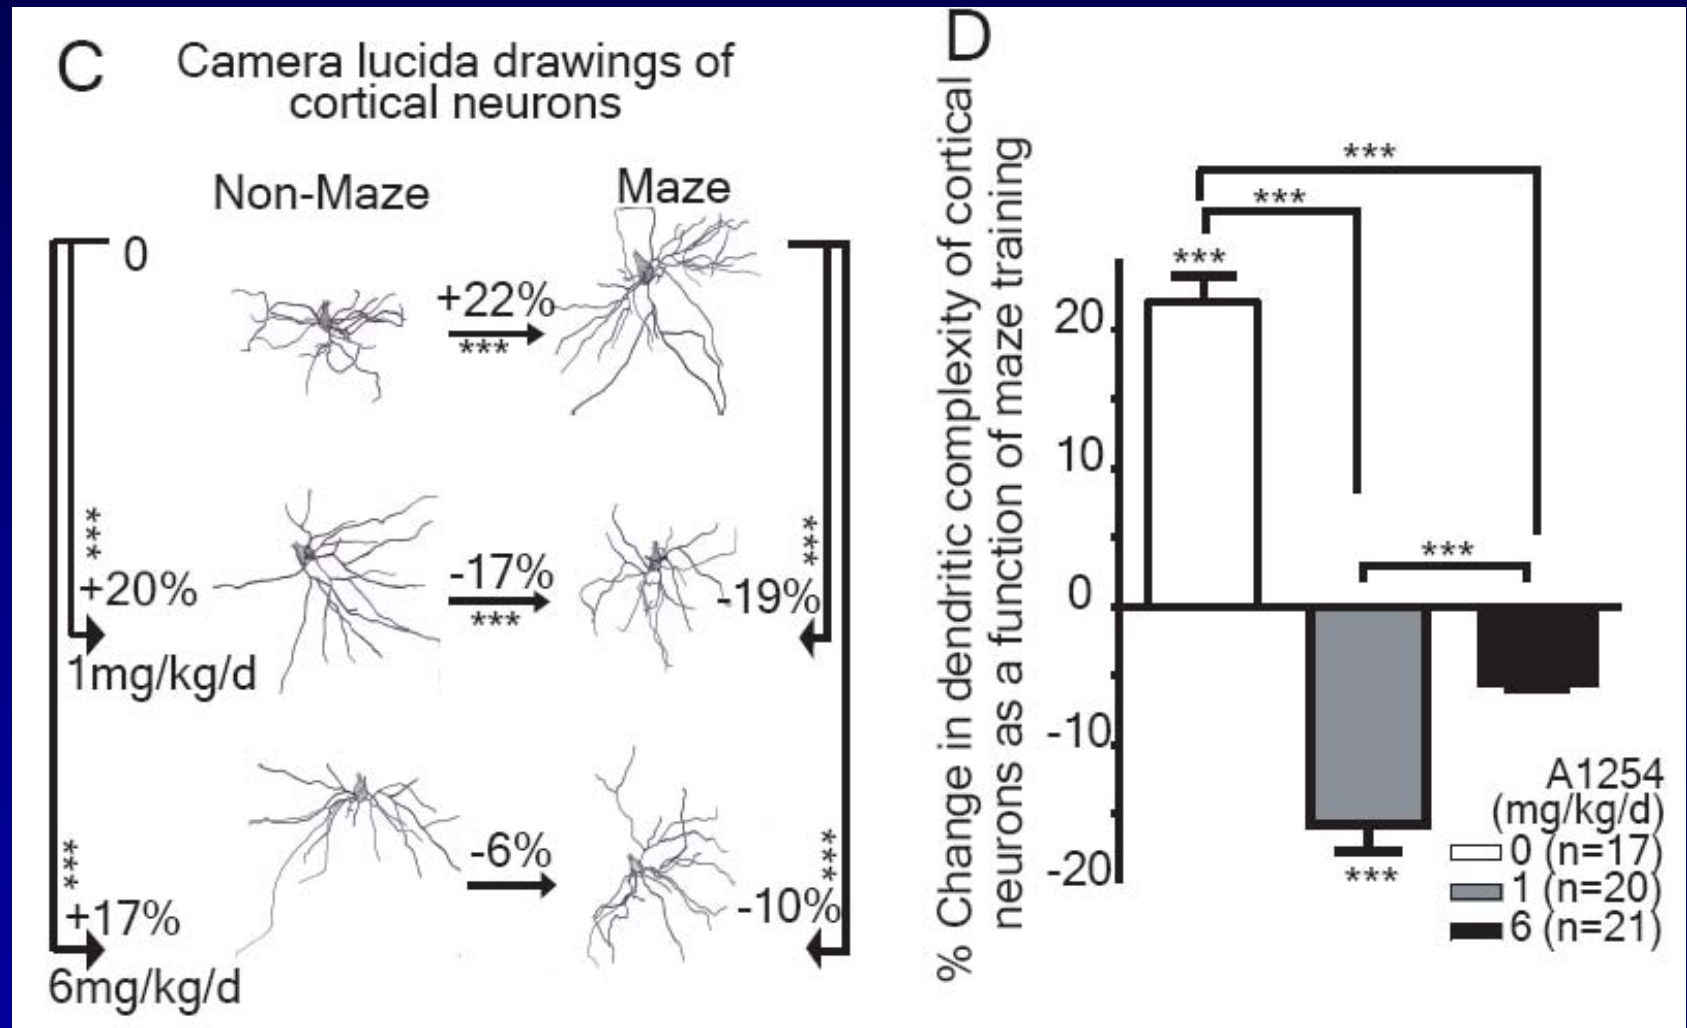 C
Camera lucida drawings of
cortical neurons
Non-Maze
Maze
0
+22%
***
***
+20%
1mg/kg/d
-17%
***
***
-19%
***
+17%
6mg/kg/d
-6%
***
-10%
D
% Change in dendritic complexity of cortical
neurons as a function of maze training
***
***
***
***
***
20
10
0
-10
-20
A1254
(mg/kg/d)
0 (n=17)
1 (n=20)
6 (n=21)